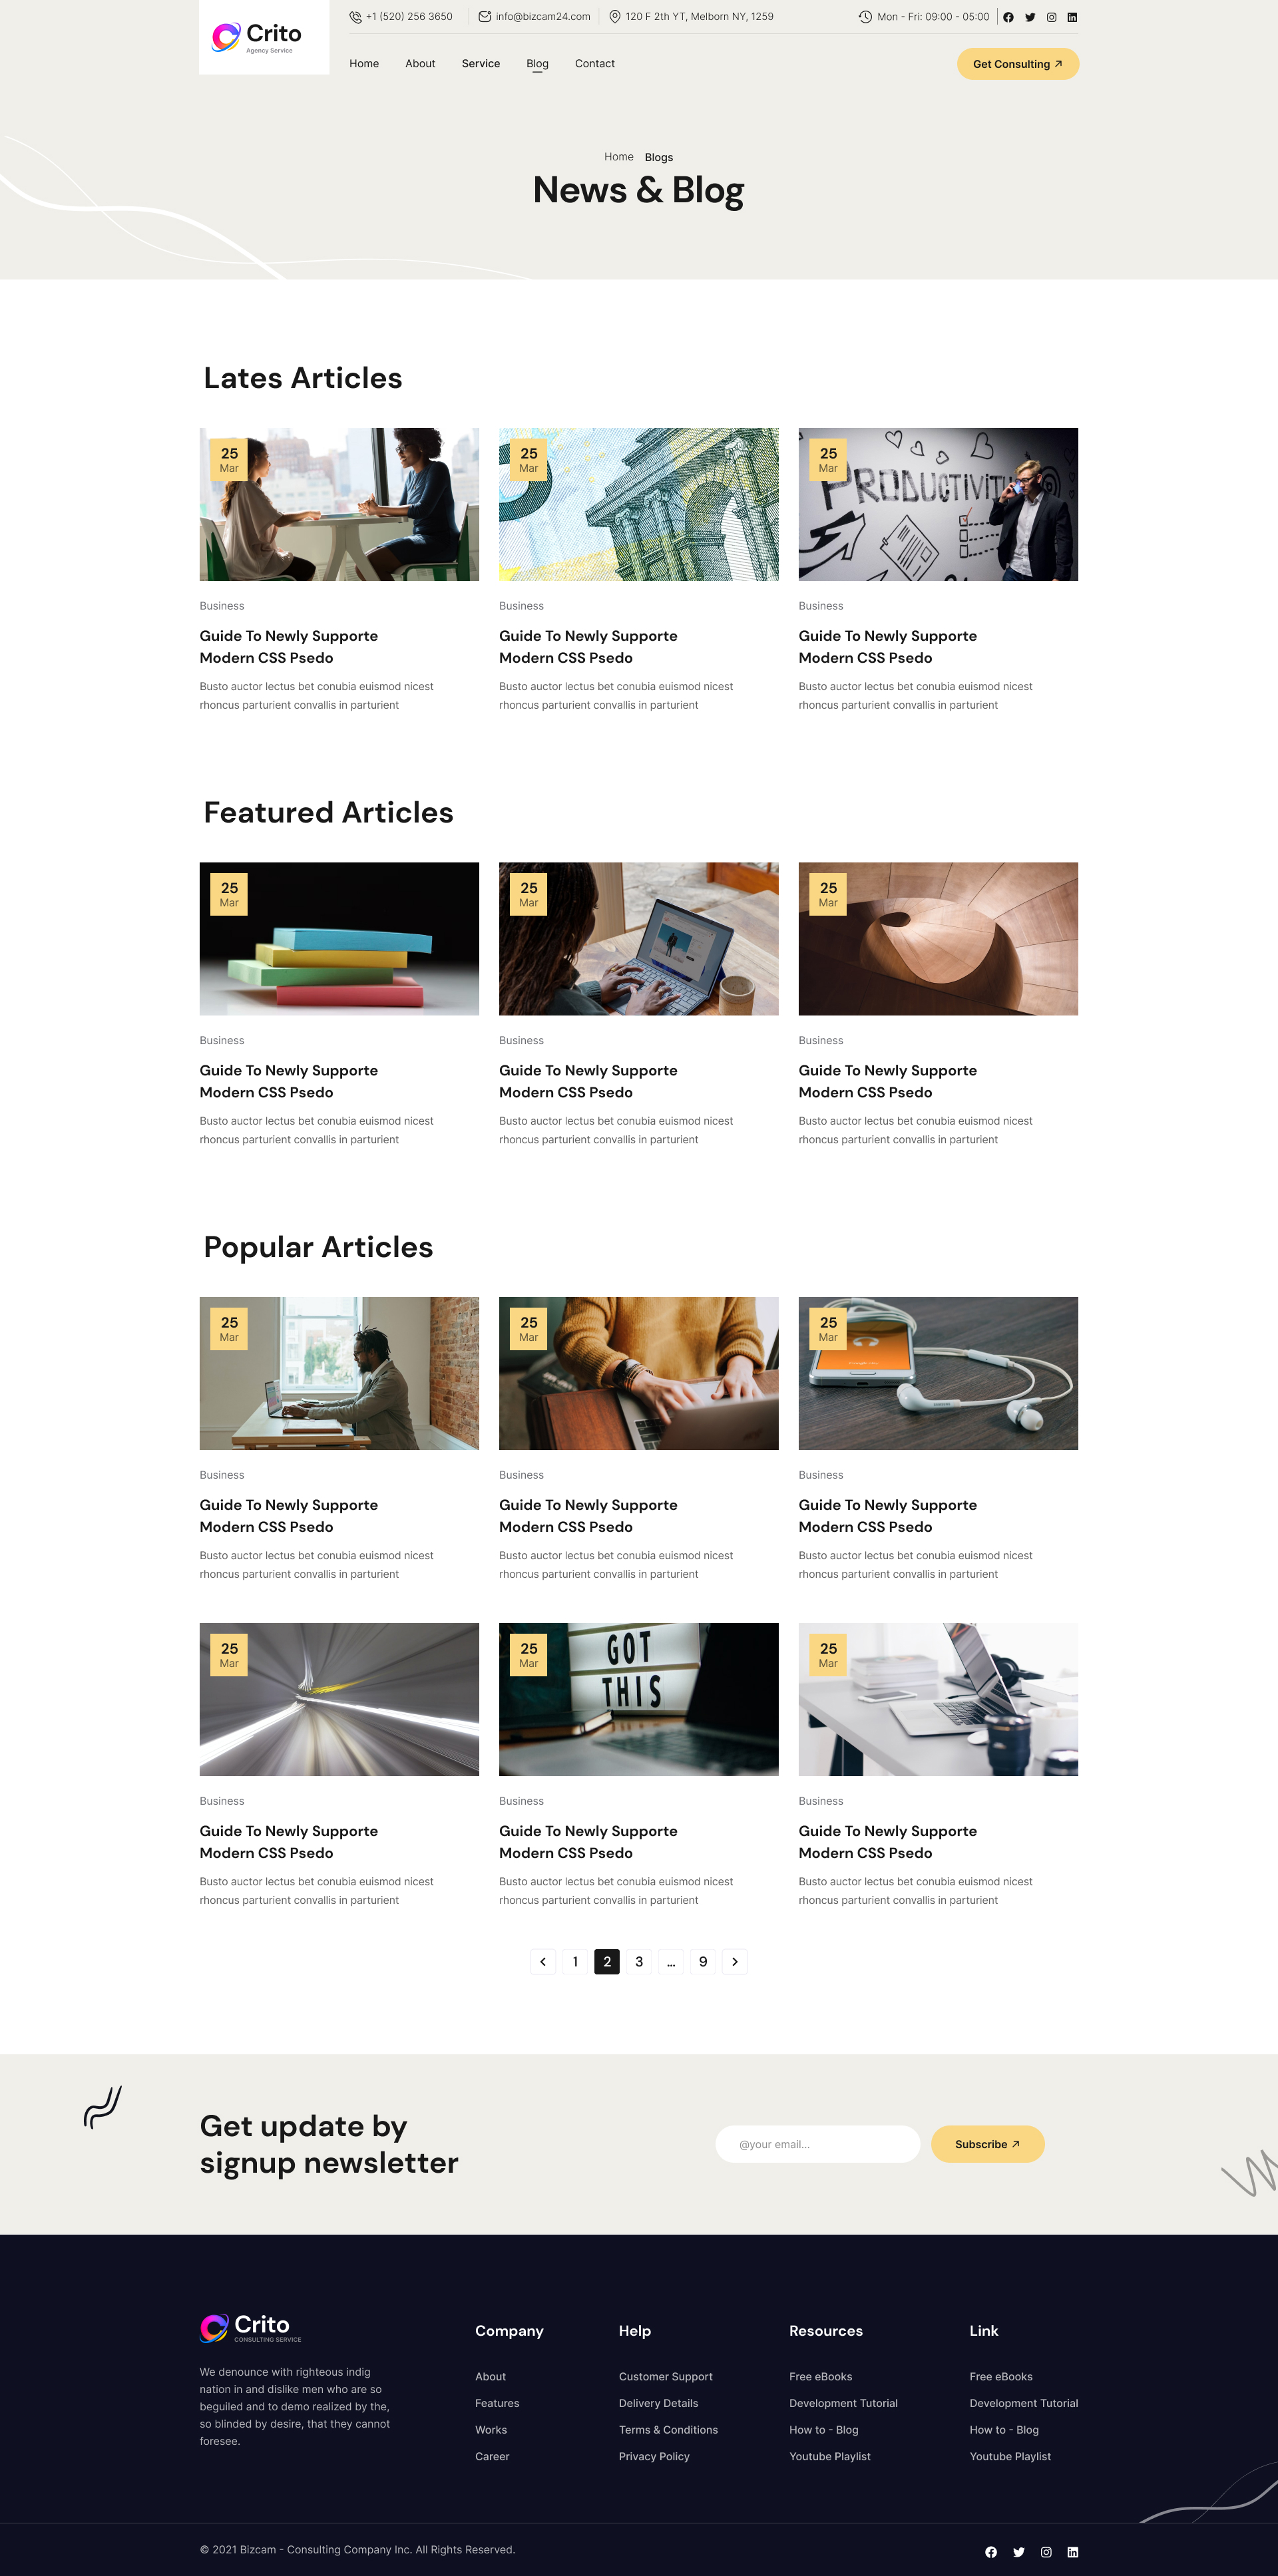 Crito
Agency Service
+1 (520) 256 3650
info@bizcam24.com
120 F 2th YT, Melborn NY, 1259
Mon - Fri: 09:00 - 05:00
Home
About
Service
Blog
Contact
Get Consulting
Home
Blogs
News & Blog
Lates Articles
25
Mar
25
Mar
PRODUCTIVITY
25
Mar
Business
Guide To Newly Supporte
Modern CSS Psedo
Busto auctor lectus bet conubia euismod nicest
rhoncus parturient convallis in parturient
Business
Guide To Newly Supporte
Modern CSS Psedo
Busto auctor lectus bet conubia euismod nicest
rhoncus parturient convallis in parturient
Business
Guide To Newly Supporte
Modern CSS Psedo
Busto auctor lectus bet conubia euismod nicest
rhoncus parturient convallis in parturient
Featured Articles
25
Mar
25
Mar
25
Mar
Business
Guide To Newly Supporte
Modern CSS Psedo
Busto auctor lectus bet conubia euismod nicest
rhoncus parturient convallis in parturient
Business
Guide To Newly Supporte
Modern CSS Psedo
Busto auctor lectus bet conubia euismod nicest
rhoncus parturient convallis in parturient
Business
Guide To Newly Supporte
Modern CSS Psedo
Busto auctor lectus bet conubia euismod nicest
rhoncus parturient convallis in parturient
Popular Articles
25
Mar
25
Mar
25
Mar
SAMSUNG
Business
Guide To Newly Supporte
Modern CSS Psedo
Busto auctor lectus bet conubia euismod nicest
rhoncus parturient convallis in parturient
Business
Guide To Newly Supporte
Modern CSS Psedo
Busto auctor lectus bet conubia euismod nicest
rhoncus parturient convallis in parturient
Business
Guide To Newly Supporte
Modern CSS Psedo
Busto auctor lectus bet conubia euismod nicest
rhoncus parturient convallis in parturient
25
Mar
25
Mar
GOT
THIS
25
Mar
Business
Guide To Newly Supporte
Modern CSS Psedo
Busto auctor lectus bet conubia euismod nicest
rhoncus parturient convallis in parturient
Business
Guide To Newly Supporte
Modern CSS Psedo
Busto auctor lectus bet conubia euismod nicest
rhoncus parturient convallis in parturient
Business
Guide To Newly Supporte
Modern CSS Psedo
Busto auctor lectus bet conubia euismod nicest
rhoncus parturient convallis in parturient
1 2 3 ... 9
Get update by
signup newsletter
@your email...
Subscribe
Crito
CONSULTING SERVICE
We denounce with righteous indig
nation in and dislike men who are so
beguiled and to demo realized by the,
so blinded by desire, that they cannot
foresee.
Company
About
Features
Works
Career
Help
Customer Support
Delivery Details
Terms & Conditions
Privacy Policy
Resources
Free eBooks
Development Tutorial
How to - Blog
Youtube Playlist
Link
Free eBooks
Development Tutorial
How to - Blog
Youtube Playlist
© 2021 Bizcam - Consulting Company Inc. All Rights Reserved.